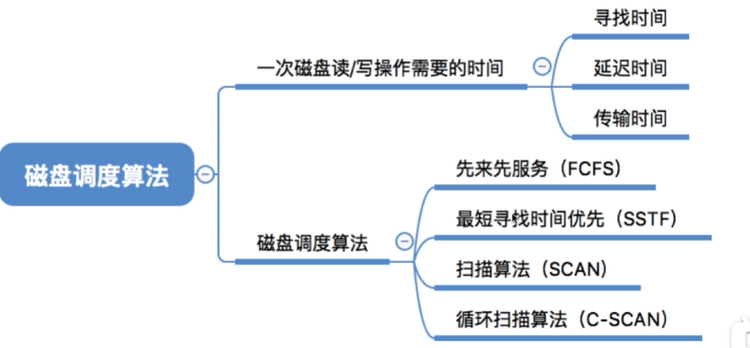 磁盘调度算法
一次磁盘读/写操作需要的时间
寻找时间
延迟时间
传输时间
磁盘调度算法
先来先服务（FCFS）
最短寻找时间优先（SSTF）
扫描算法（SCAN）
循环扫描算法（C-SCAN）